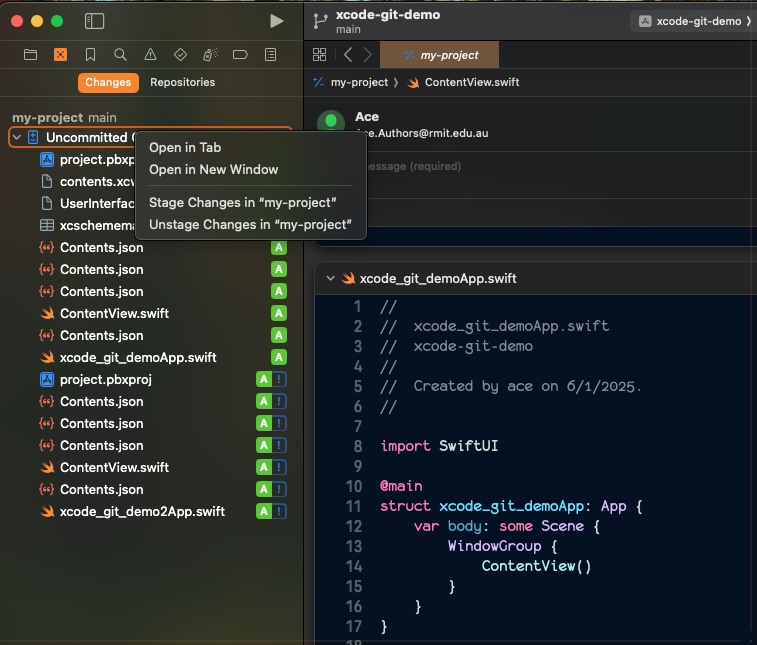 xcode-git-demo
main
xcode-git-demo
my-project
Changes
Repositories
my-project main
Uncommitted
project.pbxp
contents.xcv
UserInterfac
xcschemema
Contents.json A
Contents.json A
Contents.json A
ContentView.swift A
Contents.json A
xcode_git_demoApp.swift A
project.pbxproj A !
Contents.json A !
Contents.json A !
Contents.json A !
ContentView.swift A !
Contents.json A !
xcode_git_demo2App.swift A !
Open in Tab
Open in New Window
Stage Changes in “my-project”
Unstage Changes in “my-project”
my-project
ContentView.swift
Ace
Ace.Authors@rmit.edu.au
message (required)
xcode_git_demoApp.swift
1 //
2 //  xcode_git_demoApp.swift
3 //  xcode-git-demo
4 //
5 //  Created by ace on 6/1/2025.
6 //
7
8 import SwiftUI
9
10 @main
11 struct xcode_git_demoApp: App {
12     var body: some Scene {
13         WindowGroup {
14             ContentView()
15         }
16     }
17 }